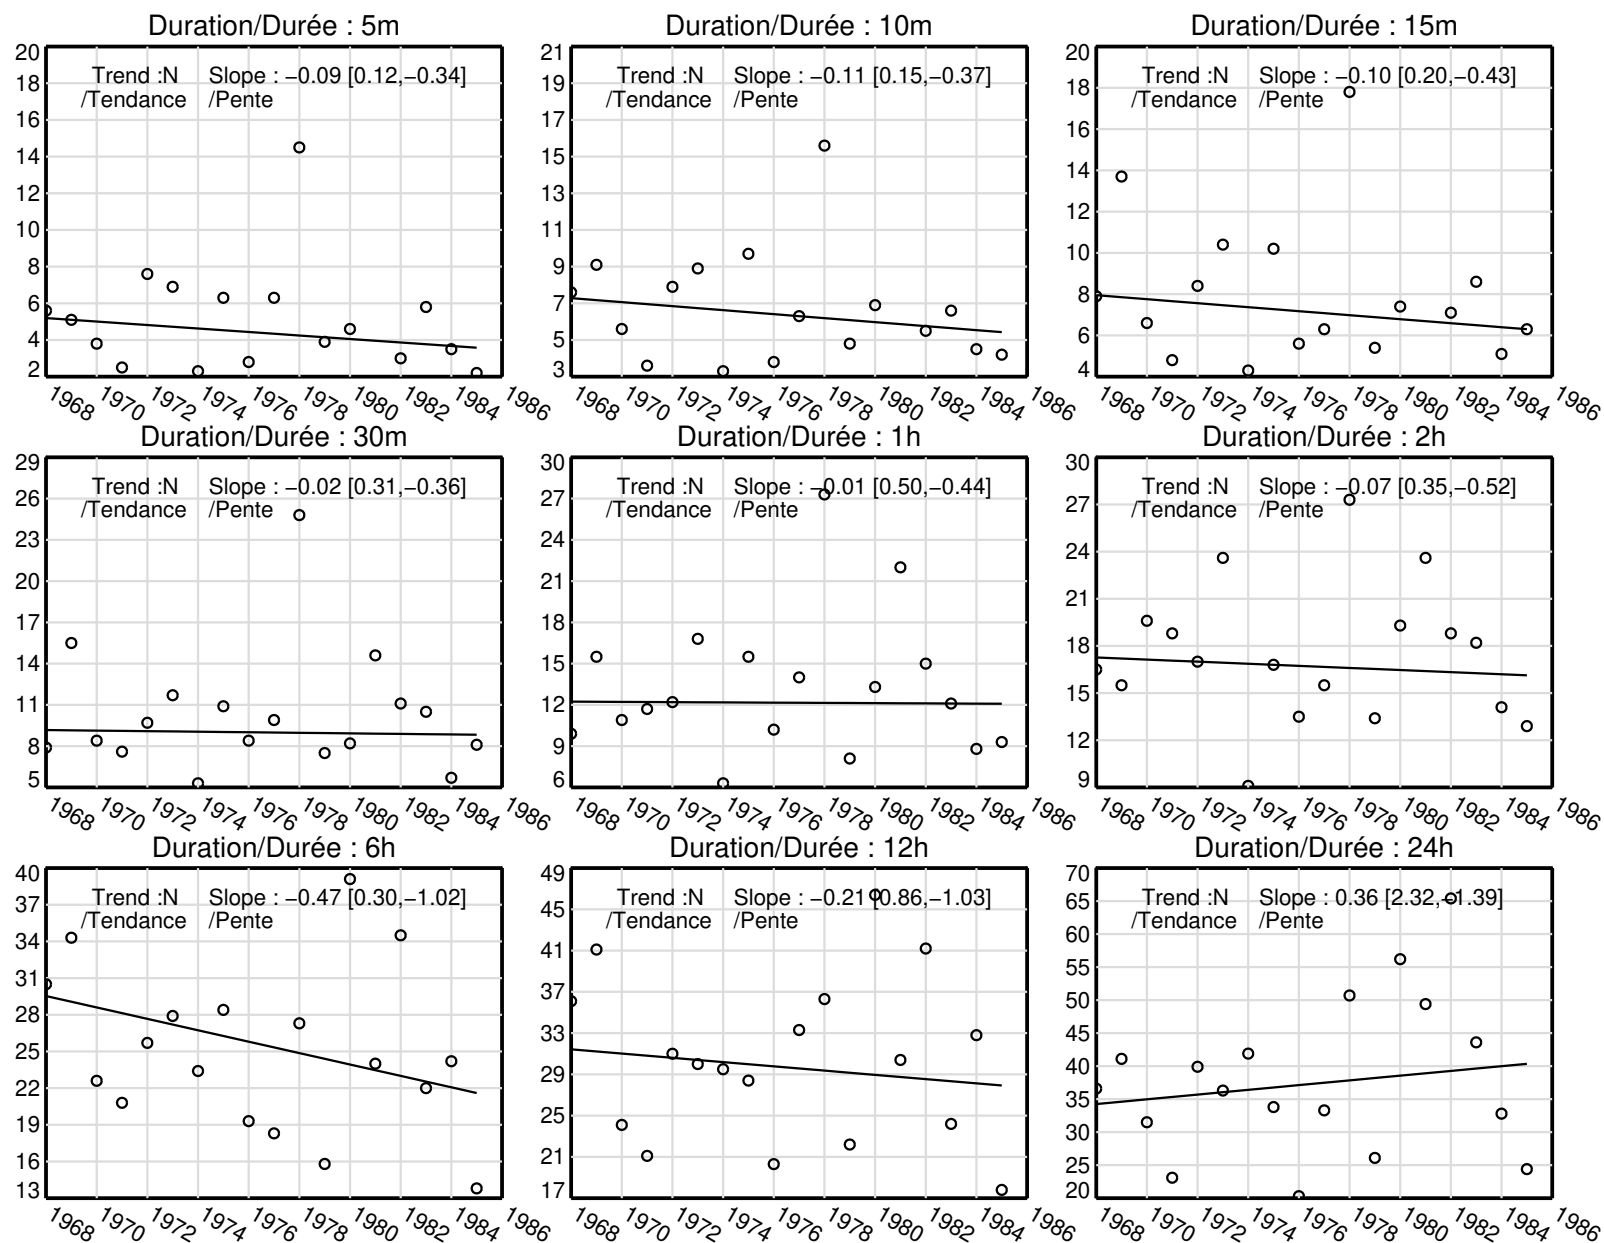 Duration/Durée : 5m
Trend :N Slope : −0.09 [0.12,−0.34]
/Tendance /Pente
20
18
16
14
12
10
8
6
4
2
1968 1970 1972 1974 1976 1978 1980 1982 1984 1986
Duration/Durée : 10m
Trend :N Slope : −0.11 [0.15,−0.37]
/Tendance /Pente
21
19
17
15
13
11
9
7
5
3
1968 1970 1972 1974 1976 1978 1980 1982 1984 1986
Duration/Durée : 15m
Trend :N Slope : −0.10 [0.20,−0.43]
/Tendance /Pente
20
18
16
14
12
10
8
6
4
1968 1970 1972 1974 1976 1978 1980 1982 1984 1986
Duration/Durée : 30m
Trend :N Slope : −0.02 [0.31,−0.36]
/Tendance /Pente
29
26
23
20
17
14
11
8
5
1968 1970 1972 1974 1976 1978 1980 1982 1984 1986
Duration/Durée : 1h
Trend :N Slope : −0.01 [0.50,−0.44]
/Tendance /Pente
30
27
24
21
18
15
12
9
6
1968 1970 1972 1974 1976 1978 1980 1982 1984 1986
Duration/Durée : 2h
Trend :N Slope : −0.07 [0.35,−0.52]
/Tendance /Pente
30
27
24
21
18
15
12
9
1968 1970 1972 1974 1976 1978 1980 1982 1984 1986
Duration/Durée : 6h
Trend :N Slope : −0.47 [0.30,−1.02]
/Tendance /Pente
40
37
34
31
28
25
22
19
16
13
1968 1970 1972 1974 1976 1978 1980 1982 1984 1986
Duration/Durée : 12h
Trend :N Slope : −0.21 [0.86,−1.03]
/Tendance /Pente
49
45
41
37
33
29
25
21
17
1968 1970 1972 1974 1976 1978 1980 1982 1984 1986
Duration/Durée : 24h
Trend :N Slope : 0.36 [2.32,−1.39]
/Tendance /Pente
70
65
60
55
50
45
40
35
30
25
20
1968 1970 1972 1974 1976 1978 1980 1982 1984 1986